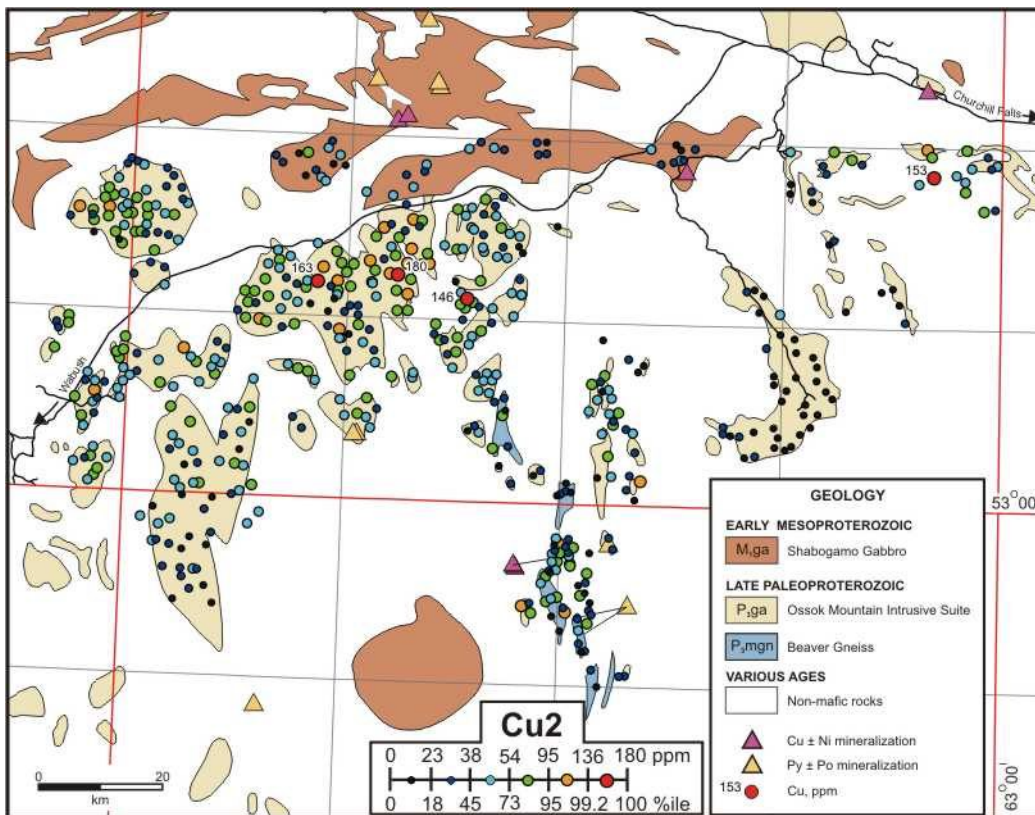 Churchill Falls
153
163
180
146
Wabush
53°00'
63°00'
GEOLOGY
EARLY MESOPROTEROZOIC
M₁ga Shabogamo Gabbro
LATE PALEOPROTEROZOIC
P₃ga Ossok Mountain Intrusive Suite
P₃mgn Beaver Gneiss
VARIOUS AGES
Non-mafic rocks
Cu ± Ni mineralization
Py ± Po mineralization
153 Cu, ppm
Cu2
0 23 38 54 95 136 180 ppm
0 18 45 73 95 99.2 100 %ile
0 20
km